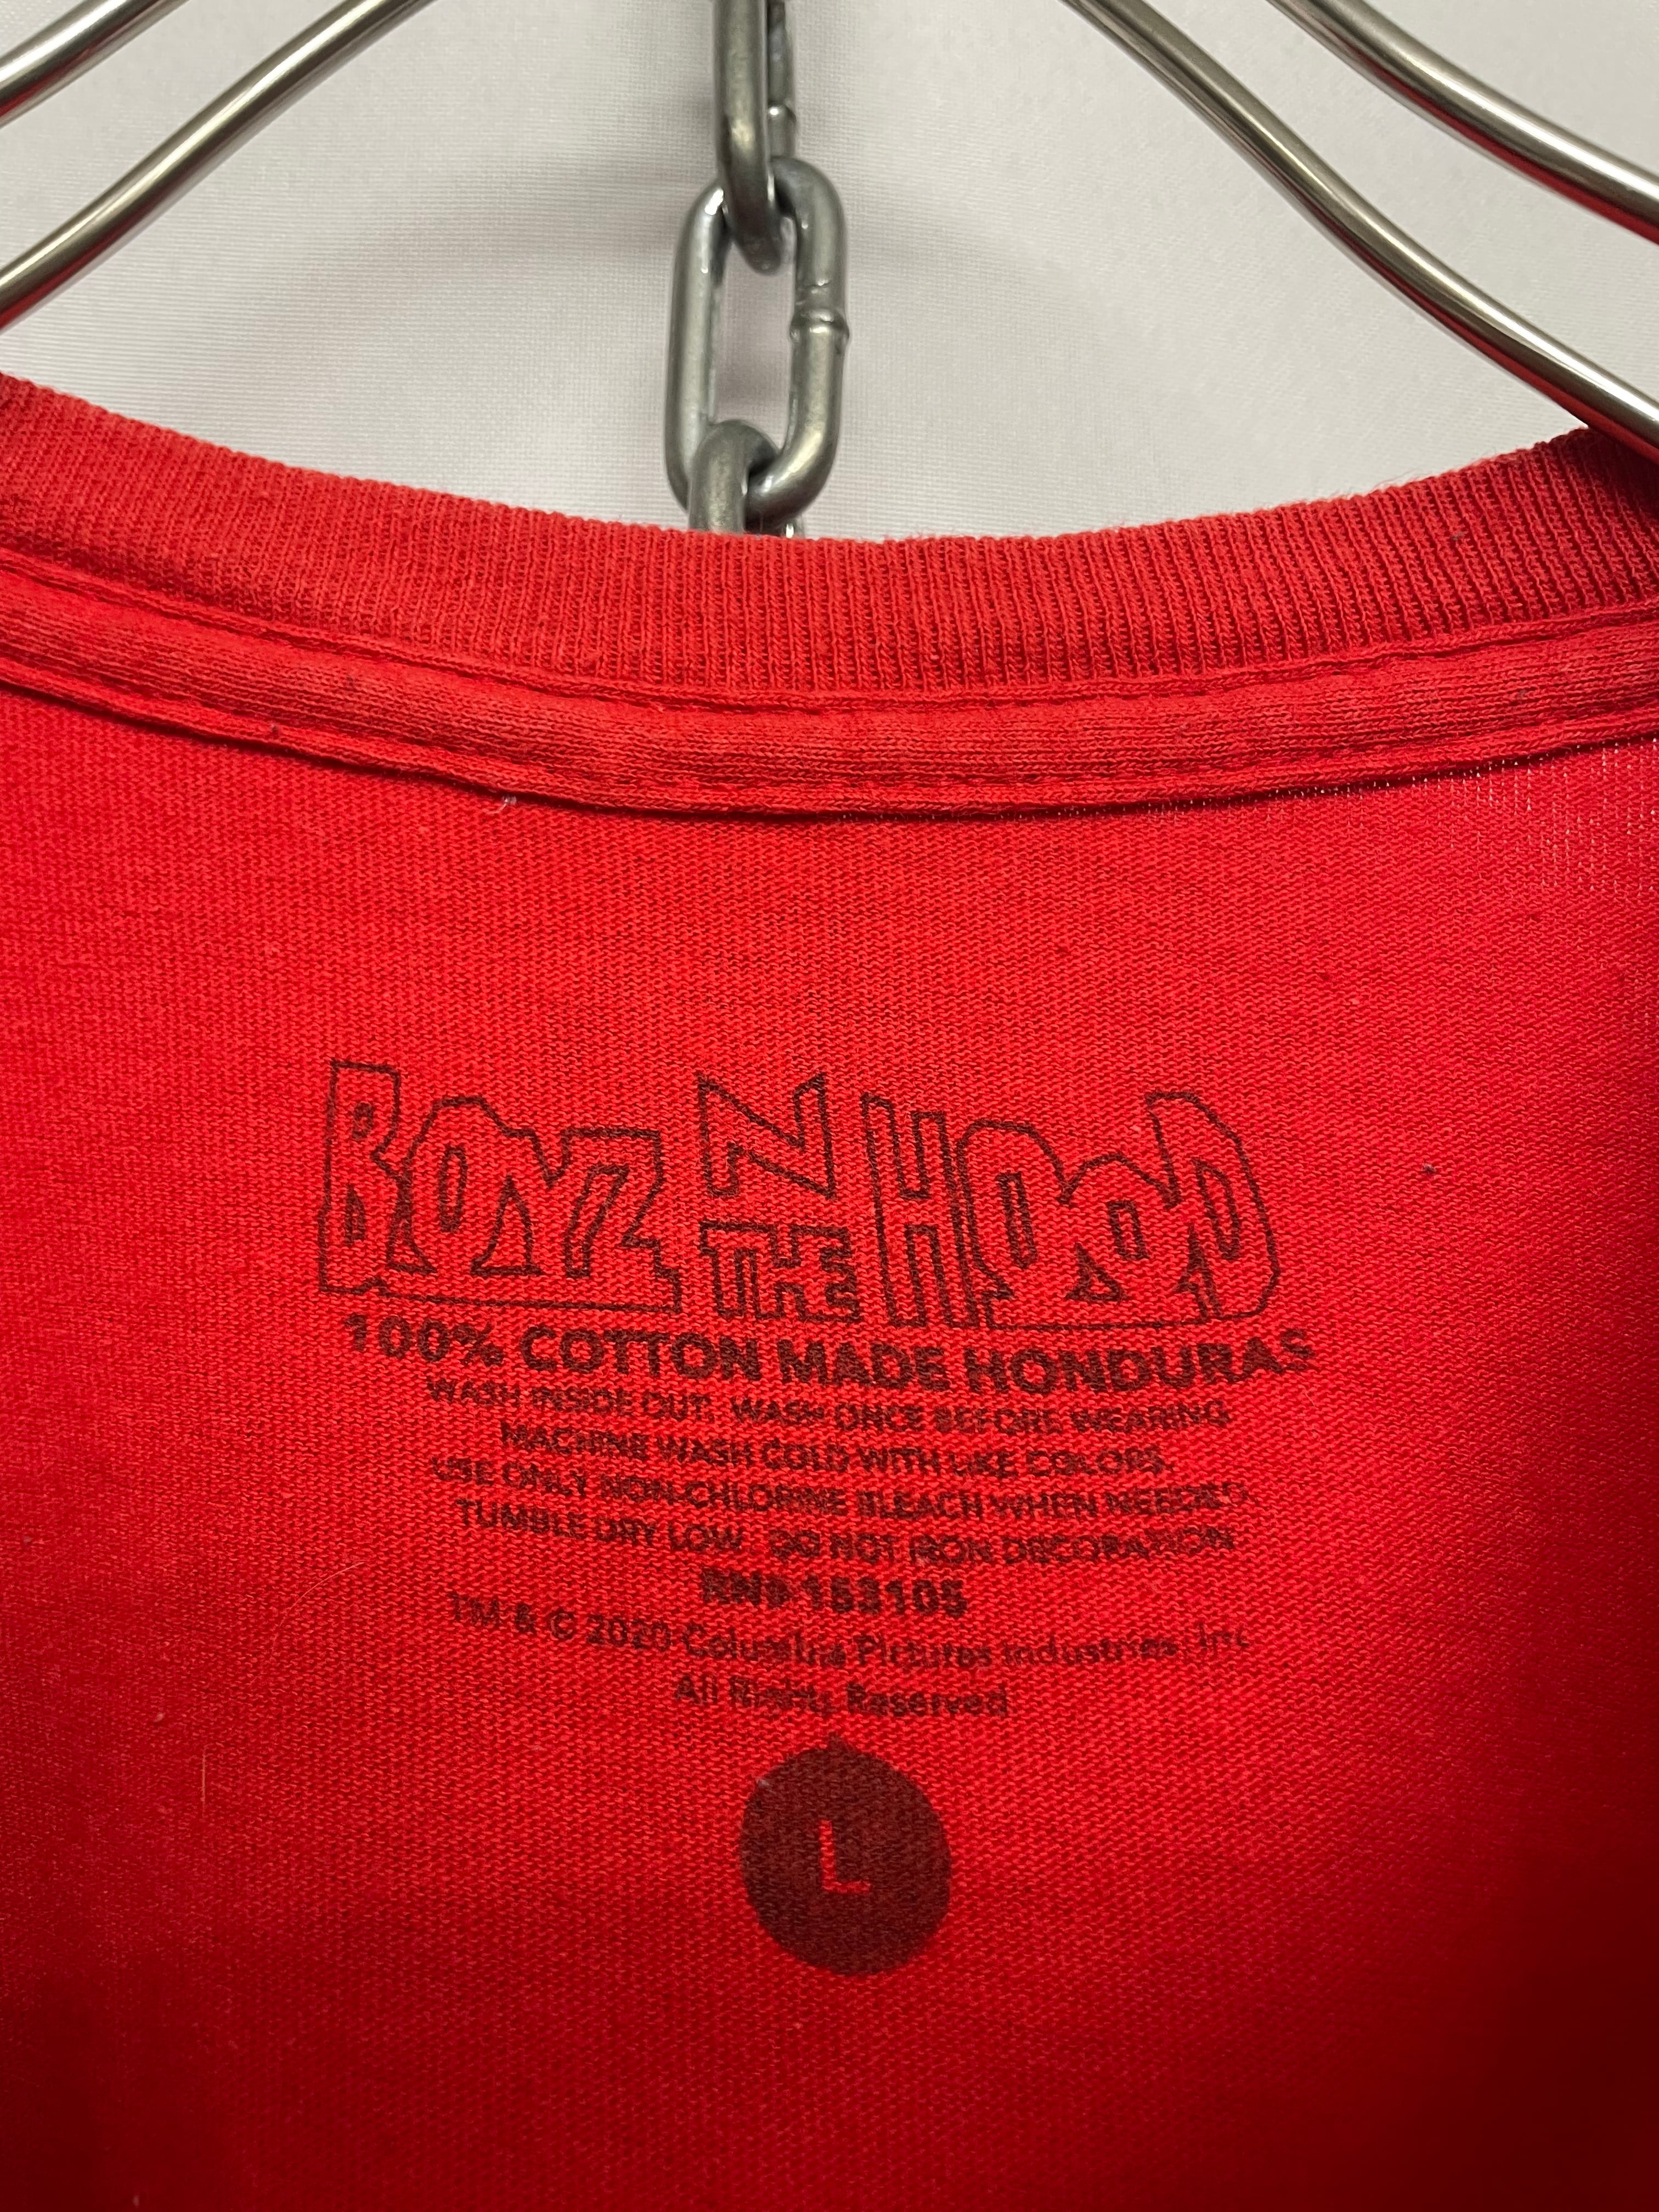 BOYZ N THE HOOD
100% COTTON MADE HONDURAS
WASH INSIDE OUT. WASH ONCE BEFORE WEARING
MACHINE WASH COLD WITH LIKE COLORS.
USE ONLY NON-CHLORINE BLEACH WHEN NEEDED.
TUMBLE DRY LOW. DO NOT IRON DECORATION
RN# 153105
TM & © 2020 Columbia Pictures Industries, Inc.
All Rights Reserved
L